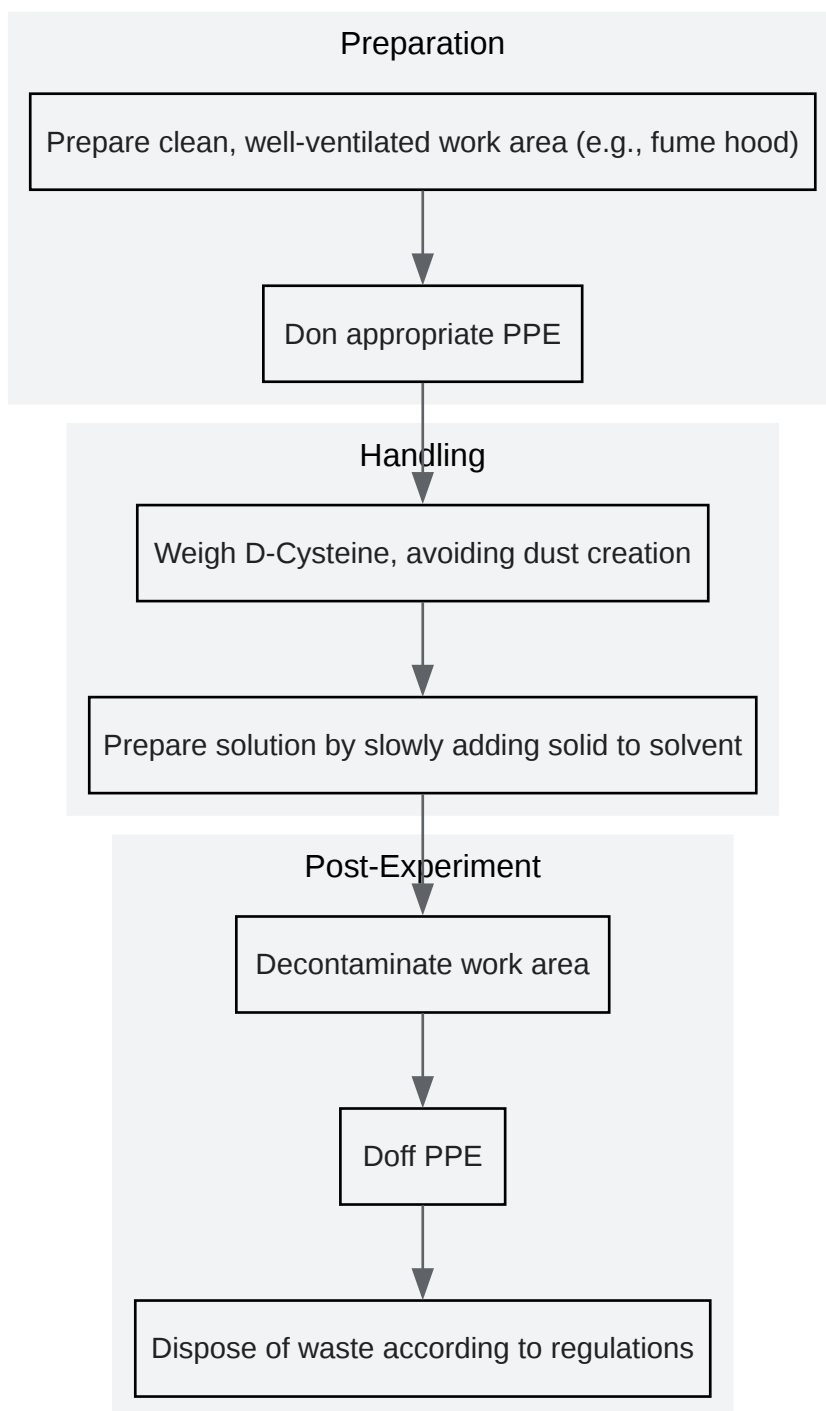 Preparation
Prepare clean, well-ventilated work area (e.g., fume hood)
Don appropriate PPE
Handling
Weigh D-Cysteine, avoiding dust creation
Prepare solution by slowly adding solid to solvent
Post-Experiment
Decontaminate work area
Doff PPE
Dispose of waste according to regulations